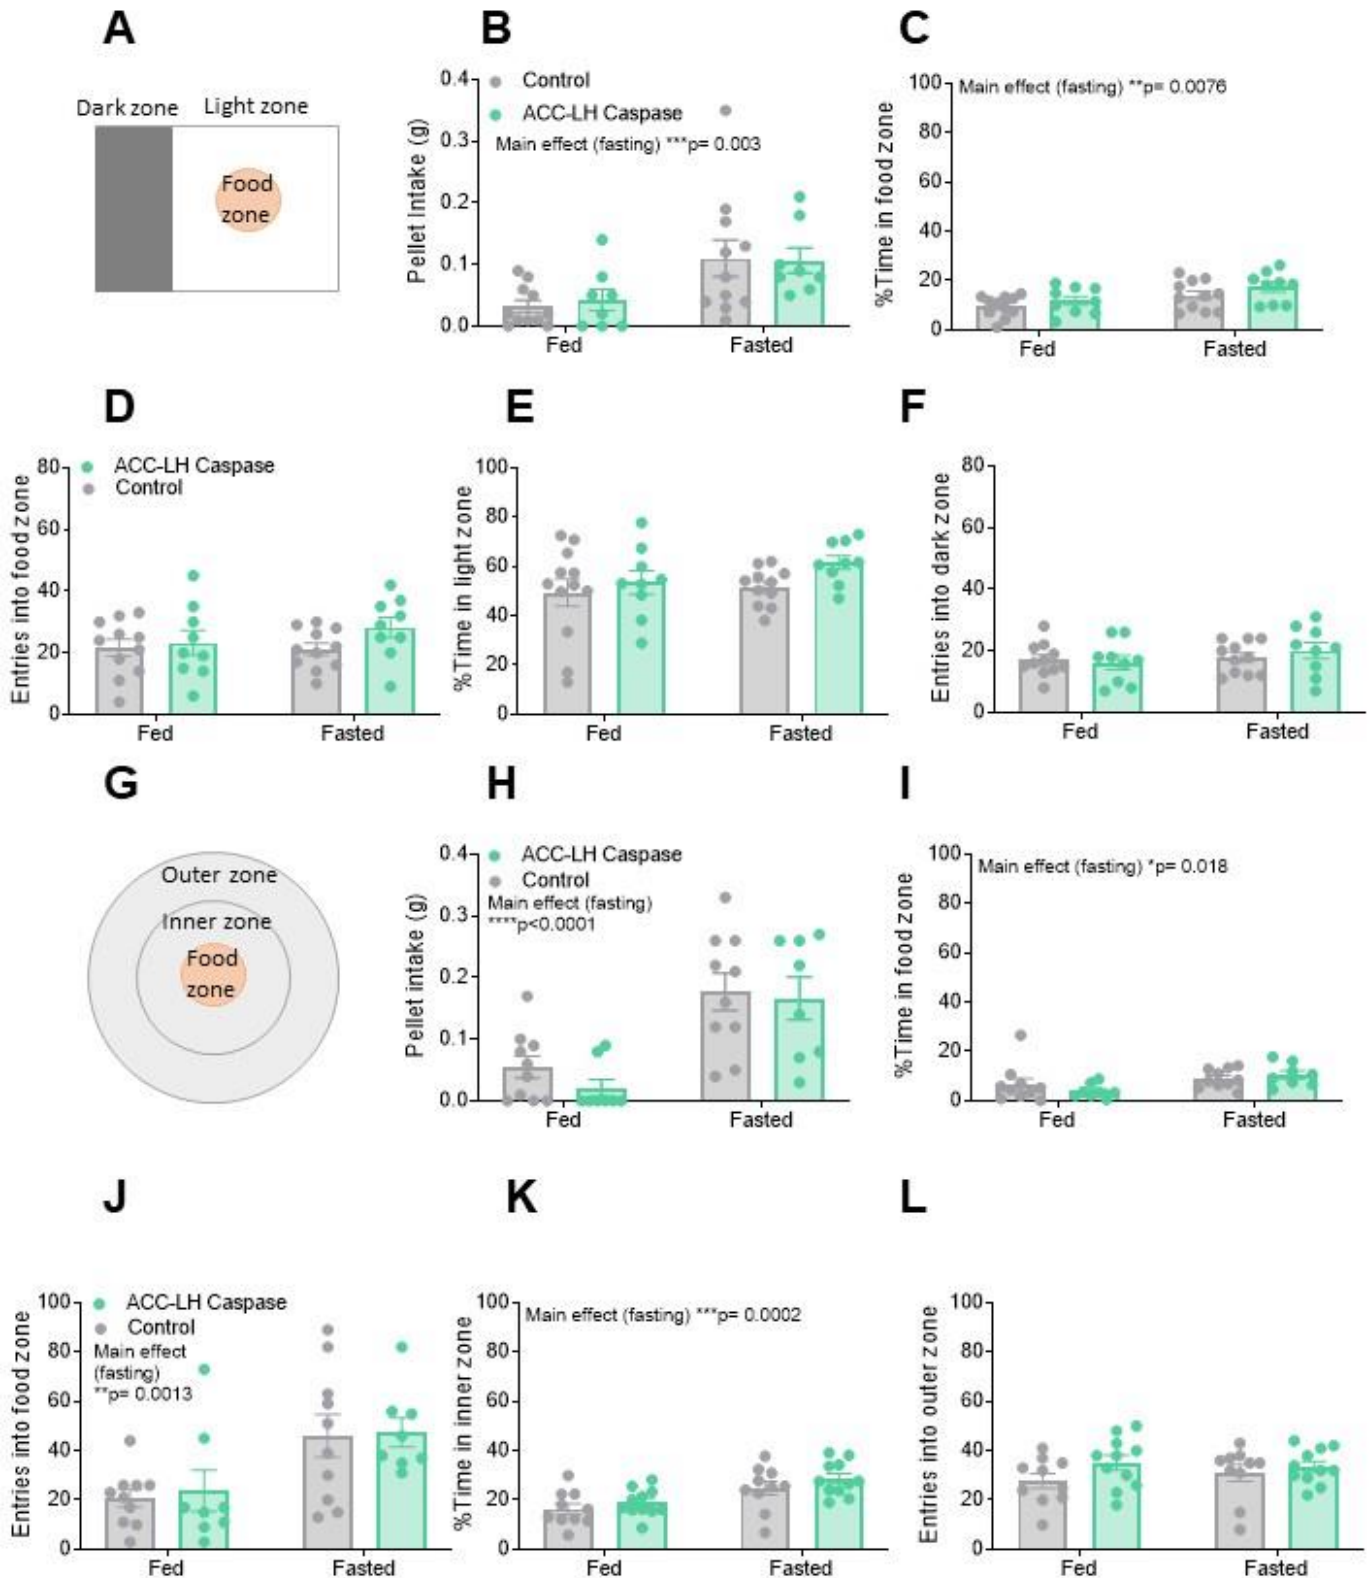 A
B
C
Dark zone
Light zone
Food
zone
Pellet Intake (g)
0.4
0.3
0.2
0.1
0.0
Control
ACC-LH Caspase
Main effect (fasting) ***p= 0.003
Fed
Fasted
%Time in food zone
100
80
60
40
20
0
Main effect (fasting) **p= 0.0076
Fed
Fasted
D
E
F
Entries into food zone
80
60
40
20
0
ACC-LH Caspase
Control
Fed
Fasted
%Time in light zone
100
80
60
40
20
0
Fed
Fasted
Entries into dark zone
80
60
40
20
0
Fed
Fasted
G
H
I
Outer zone
Inner zone
Food
zone
Pellet intake (g)
0.4
0.3
0.2
0.1
0.0
ACC-LH Caspase
Control
Main effect (fasting)
****p<0.0001
Fed
Fasted
%Time in food zone
100
80
60
40
20
0
Main effect (fasting) *p= 0.018
Fed
Fasted
J
K
L
Entries into food zone
100
80
60
40
20
0
ACC-LH Caspase
Control
Main effect
(fasting)
**p= 0.0013
Fed
Fasted
%Time in inner zone
100
80
60
40
20
0
Main effect (fasting) ***p= 0.0002
Fed
Fasted
Entries into outer zone
100
80
60
40
20
0
Fed
Fasted